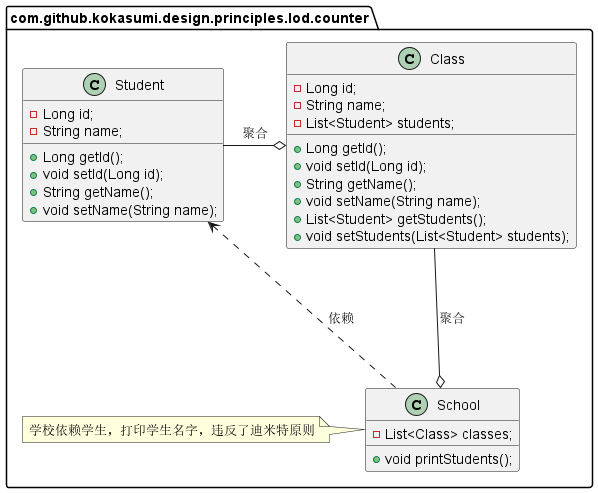 com.github.kokasumi.design.principles.lod.counter
C Student
Long id;
String name;
Long getId();
void setId(Long id);
String getName();
void setName(String name);
聚合
C Class
Long id;
String name;
List<Student> students;
Long getId();
void setId(Long id);
String getName();
void setName(String name);
List<Student> getStudents();
void setStudents(List<Student> students);
依赖
聚合
C School
List<Class> classes;
void printStudents();
学校依赖学生，打印学生名字，违反了迪米特原则